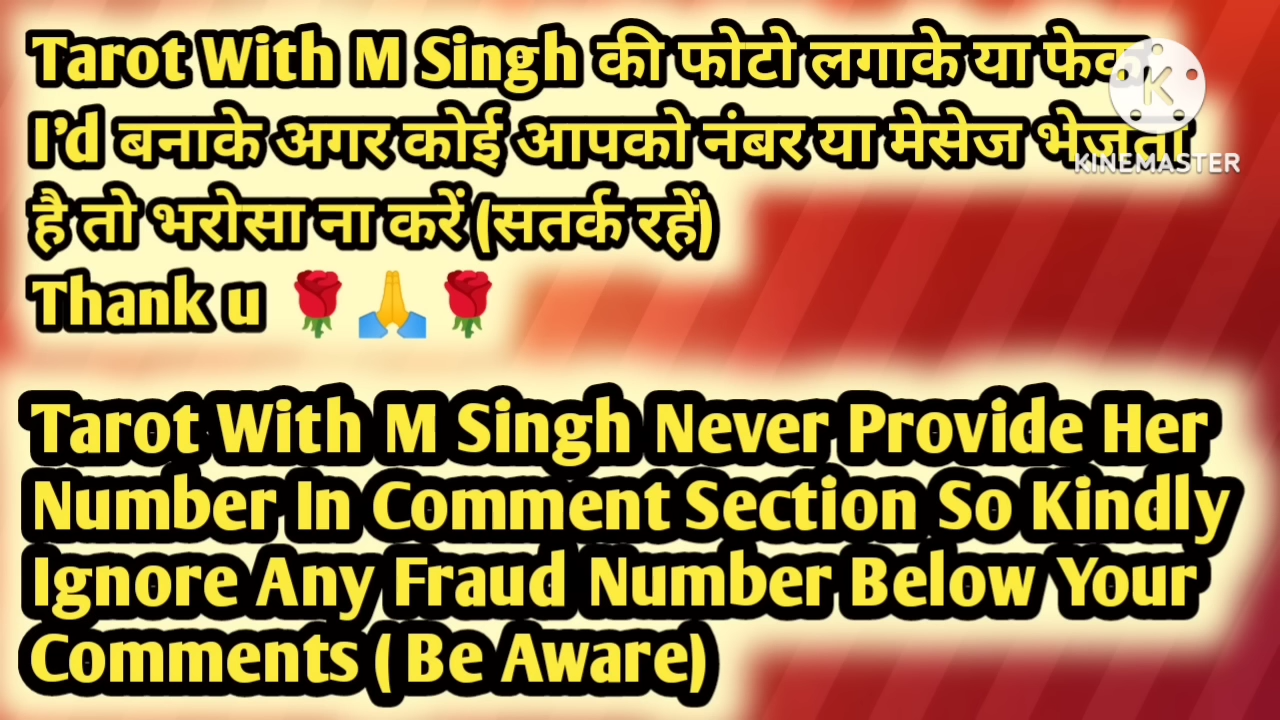 Tarot With M Singh की फोटो लगाके या फेक
I'd बनाके अगर कोई आपको नंबर या मेसेज भेजता
है तो भरोसा ना करें (सतर्क रहें)
Thank u 🌹🙏🌹
KINEMASTER
Tarot With M Singh Never Provide Her
Number In Comment Section So Kindly
Ignore Any Fraud Number Below Your
Comments ( Be Aware)